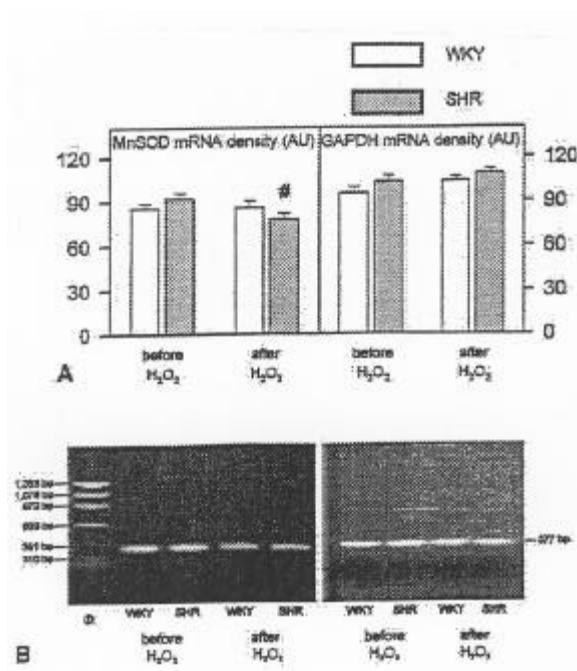 WKY
SHR
MnSOD mRNA density (AU)
GAPDH mRNA density (AU)
120
90
60
30
0
120
90
60
30
0
before
H₂O₂
after
H₂O₂
before
H₂O₂
after
H₂O₂
A
WKY SHR WKY SHR
WKY SHR WKY SHR
before
H₂O₂
after
H₂O₂
before
H₂O₂
after
H₂O₂
B
#